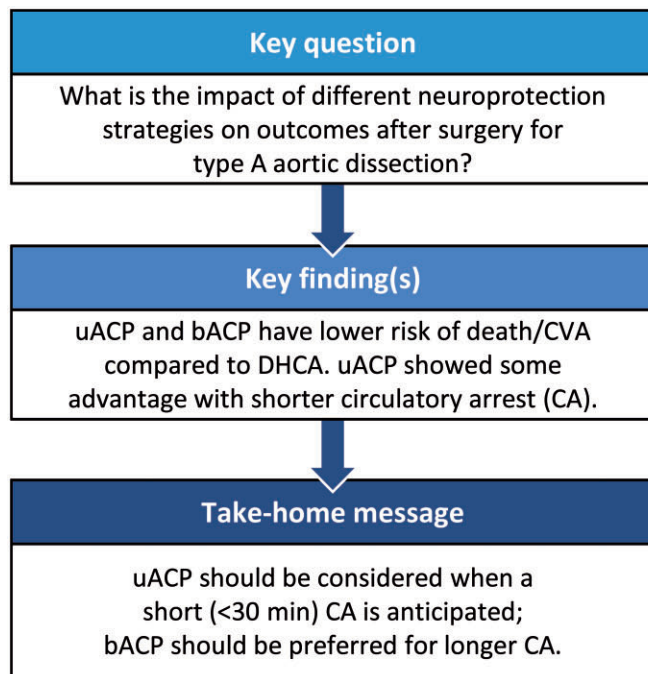 Key question
What is the impact of different neuroprotection
strategies on outcomes after surgery for
type A aortic dissection?
Key finding(s)
uACP and bACP have lower risk of death/CVA
compared to DHCA. uACP showed some
advantage with shorter circulatory arrest (CA).
Take-home message
uACP should be considered when a
short (<30 min) CA is anticipated;
bACP should be preferred for longer CA.